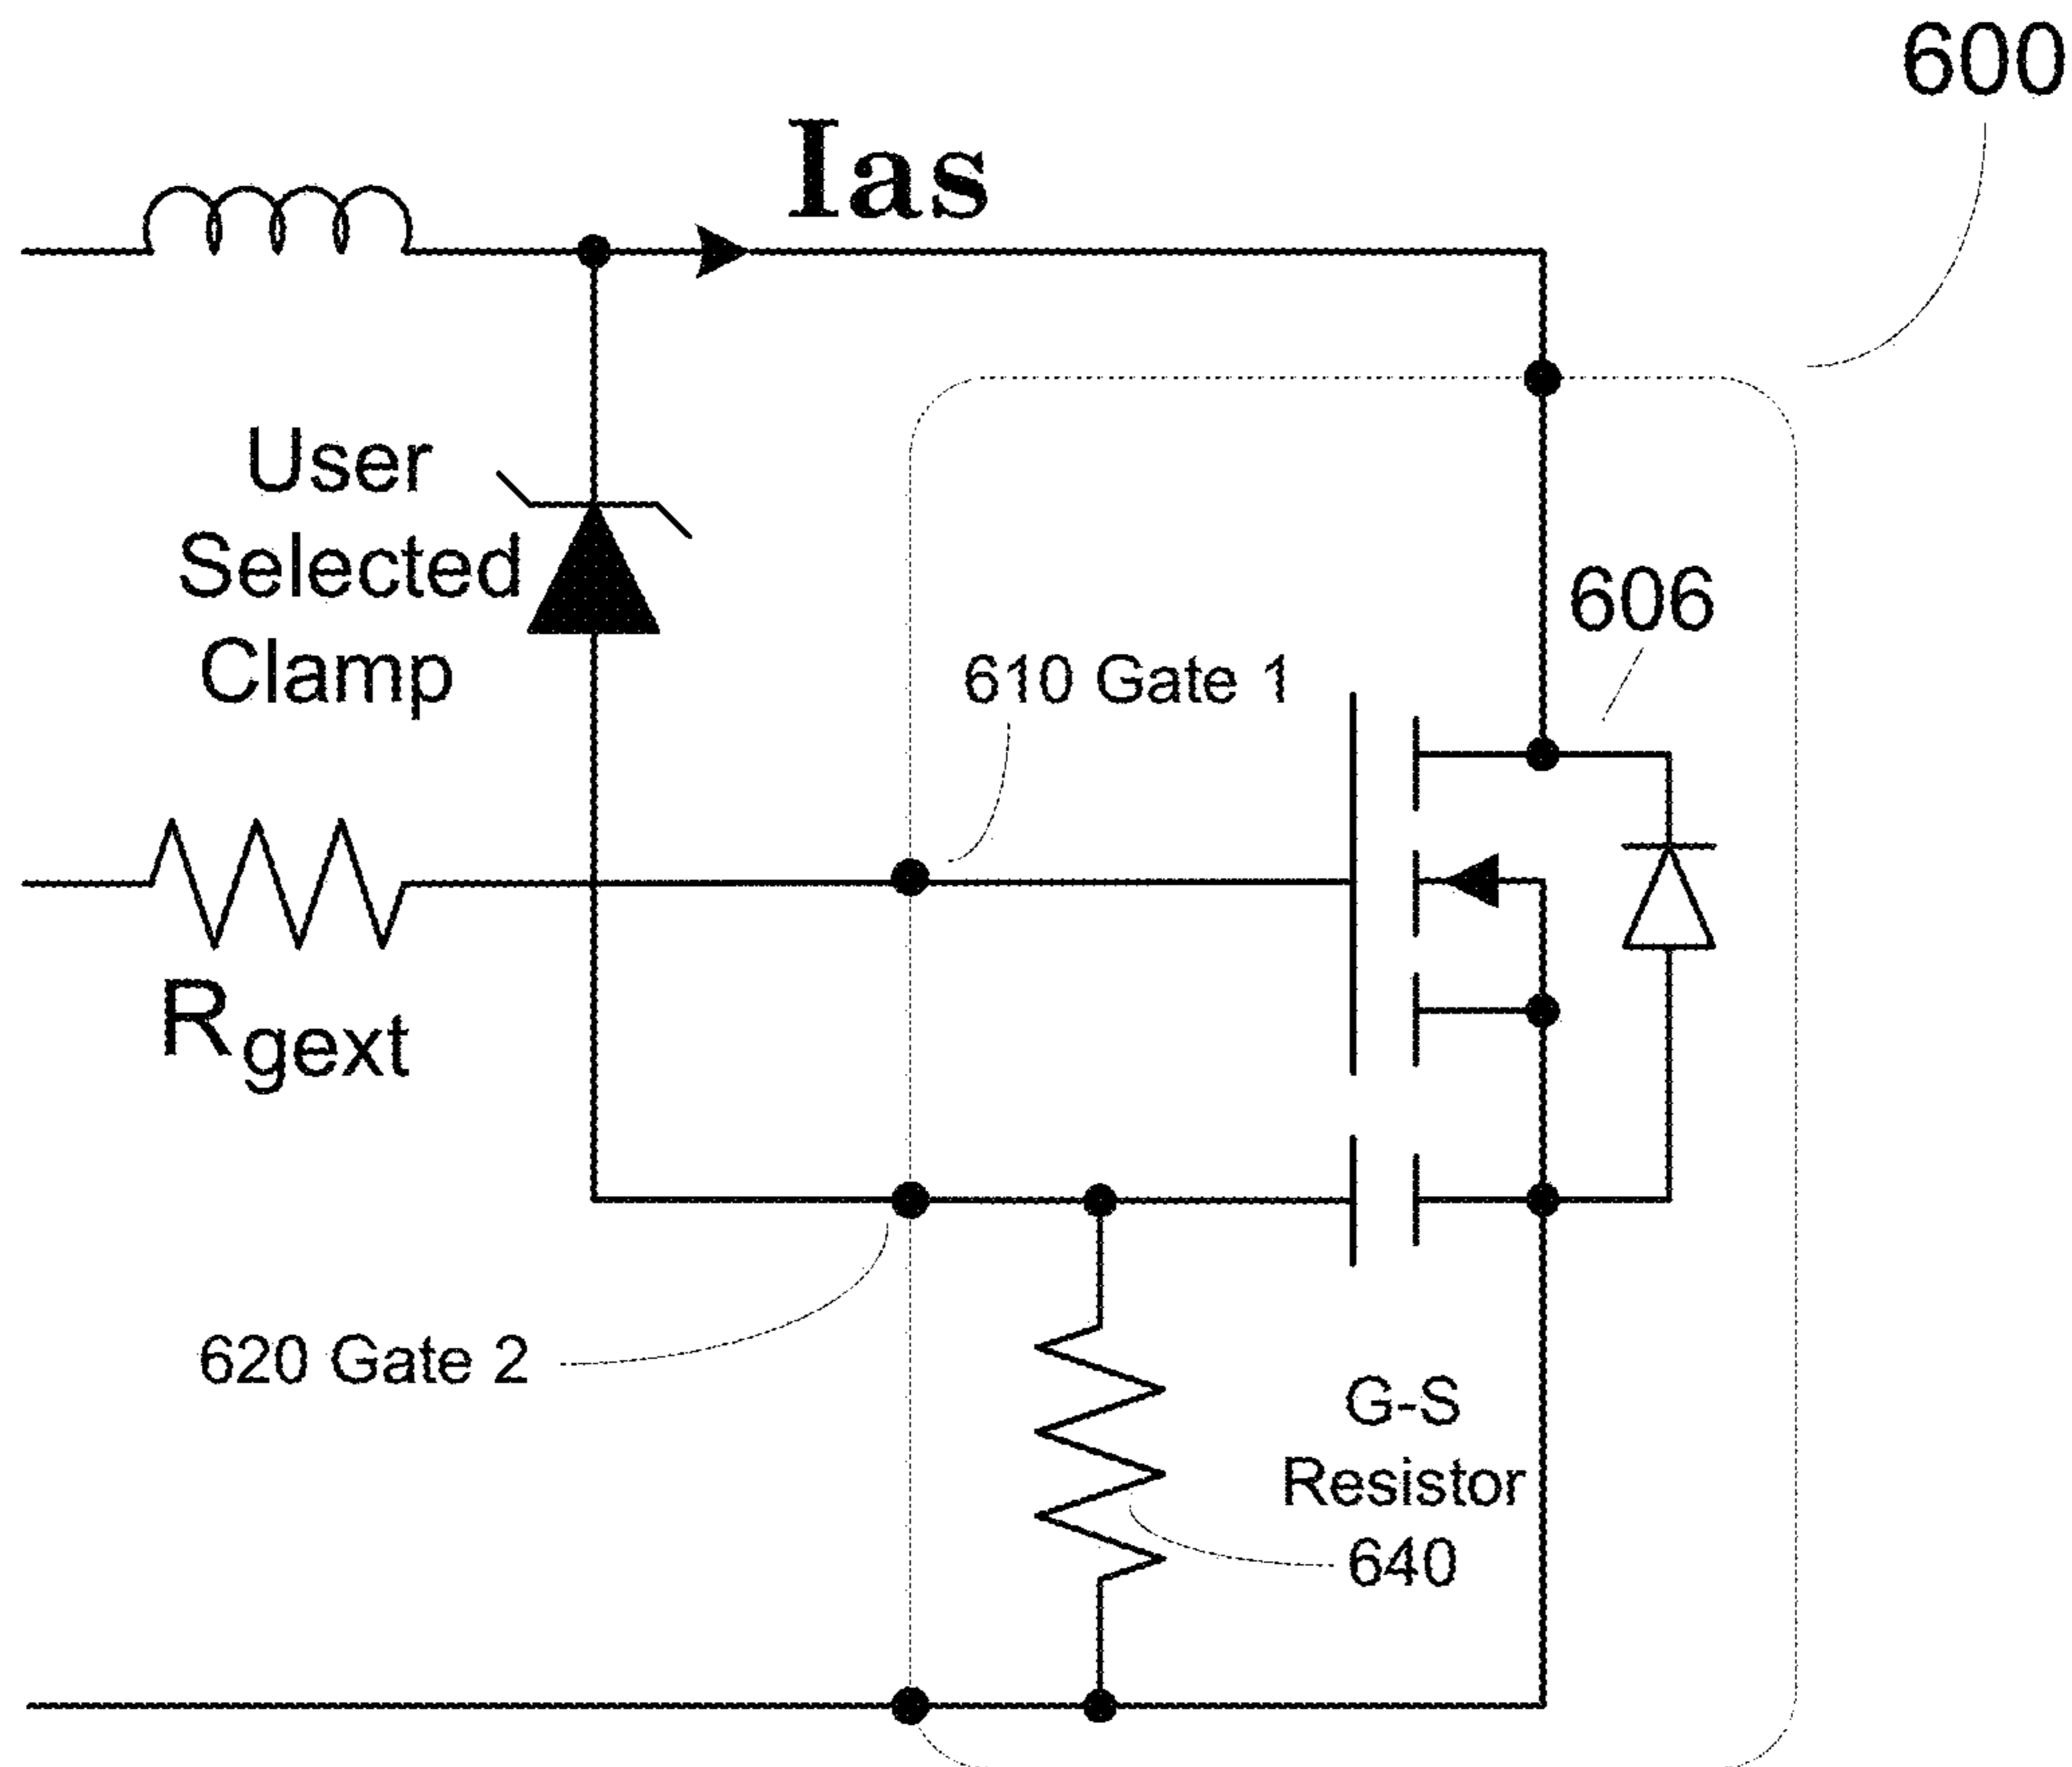 600
Ias
User
Selected
Clamp
606
610 Gate 1
Rgext
620 Gate 2
G-S
Resistor
640